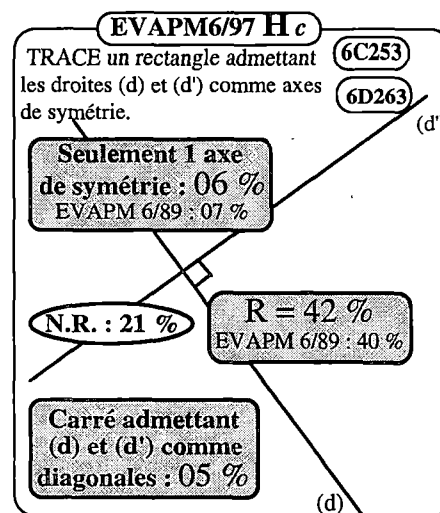 EVAPM6/97 H c
TRACE un rectangle admettant
les droites (d) et (d') comme axes
de symétrie.
6C253
6D263
(d'
Seulement 1 axe
de symétrie : 06 %
EVAPM 6/89 : 07 %
N.R. : 21 %
R = 42 %
EVAPM 6/89 : 40 %
Carré admettant
(d) et (d') comme
diagonales : 05 %
(d)